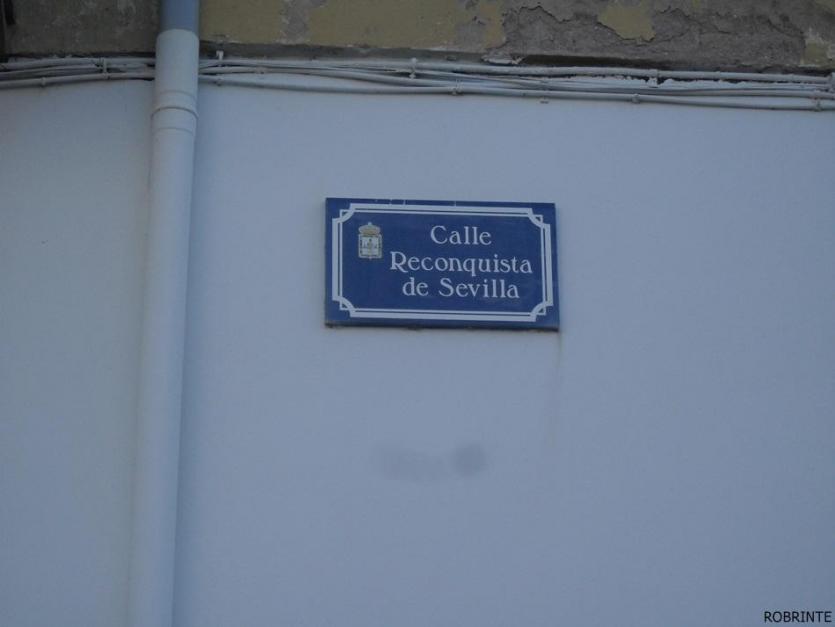 Calle
Reconquista
de Sevilla
ROBRINTE